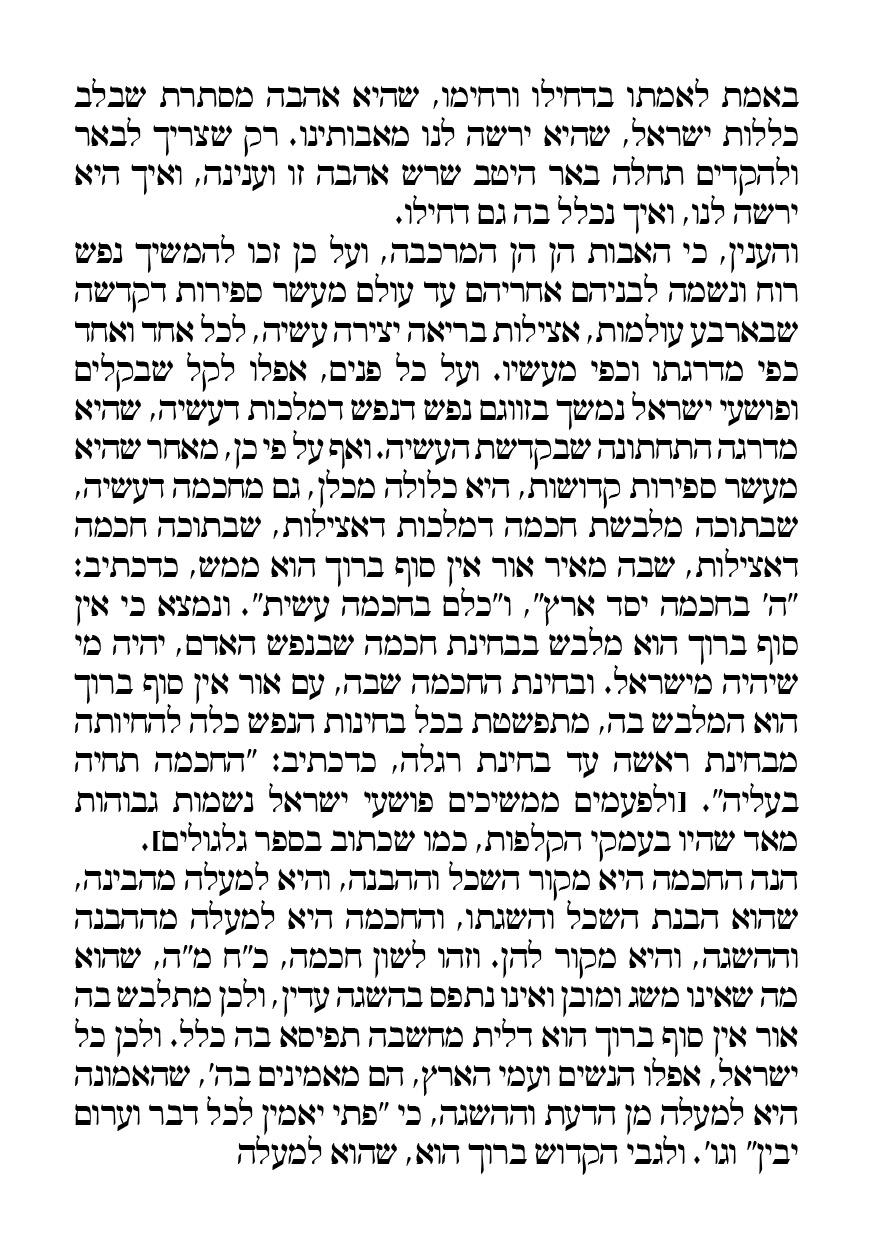 באמת לאמתו בדחילו ורחימו, שהיא אהבה מסתרת שבלב
כללות ישראל, שהיא ירשה לנו מאבותינו. רק שצריך לבאר
ולהקדים תחלה באר היטב שרש אהבה זו וענינה, ואיך היא
ירשה לנו, ואיך נכלל בה גם דחילו.
והענין, כי האבות הן הן המרכבה, ועל כן זכו להמשיך נפש
רוח ונשמה לבניהם אחריהם עד עולם מעשר ספירות דקדשה
שבארבע עולמות, אצילות בריאה יצירה עשיה, לכל אחד ואחד
כפי מדרגתו וכפי מעשיו. ועל כל פנים, אפלו לקל שבקלים
ופושעי ישראל נמשך בזווגם נפש דנפש דמלכות דעשיה, שהיא
מדרגה התחתונה שבקדשת העשיה. ואף על פי כן, מאחר שהיא
מעשר ספירות קדושות, היא כלולה מכלן, גם מחכמה דעשיה,
שבתוכה מלבשת חכמה דמלכות דאצילות, שבתוכה חכמה
דאצילות, שבה מאיר אור אין סוף ברוך הוא ממש, כדכתיב:
"ה' בחכמה יסד ארץ", ו"כלם בחכמה עשית". ונמצא כי אין
סוף ברוך הוא מלבש בבחינת חכמה שבנפש האדם, יהיה מי
שיהיה מישראל. ובחינת החכמה שבה, עם אור אין סוף ברוך
הוא המלבש בה, מתפשטת בכל בחינות הנפש כלה להחיותה
מבחינת ראשה עד בחינת רגלה, כדכתיב: "החכמה תחיה
בעליה". [ולפעמים ממשיכים פושעי ישראל נשמות גבוהות
מאד שהיו בעמקי הקלפות, כמו שכתוב בספר גלגולים].
הנה החכמה היא מקור השכל וההבנה, והיא למעלה מהבינה,
שהוא הבנת השכל והשגתו, והחכמה היא למעלה מההבנה
וההשגה, והיא מקור להן. וזהו לשון חכמה, כ"ח מ"ה, שהוא
מה שאינו משג ומובן ואינו נתפס בהשגה עדין, ולכן מתלבש בה
אור אין סוף ברוך הוא דלית מחשבה תפיסא בה כלל. ולכן כל
ישראל, אפלו הנשים ועמי הארץ, הם מאמינים בה', שהאמונה
היא למעלה מן הדעת וההשגה, כי "פתי יאמין לכל דבר וערום
יבין" וגו'. ולגבי הקדוש ברוך הוא, שהוא למעלה